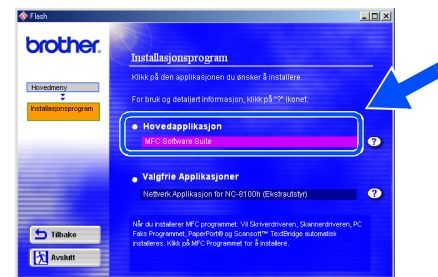 Flash
brother.
Installasjonsprogram
Klikk på den applikasjonen du ønsker å installere.
For bruk og detaljert informasjon, klikk på "?" ikonet.
Hovedmeny
Installasjonsprogram
Hovedapplikasjon
MFC Software Suite
?
Valgfrie Applikasjoner
Nettverk Applikasjon for NC-8100h (Ekstrautstyr)
?
Når du installerer MFC programmet. Vil Skriverdriveren, Skannerdriveren, PC
Faks Programmet, PaperPort® og Scansoft™ TextBridge automatisk
installeres. Klikk på MFC Programmet for å installere.
Tilbake
Avslutt